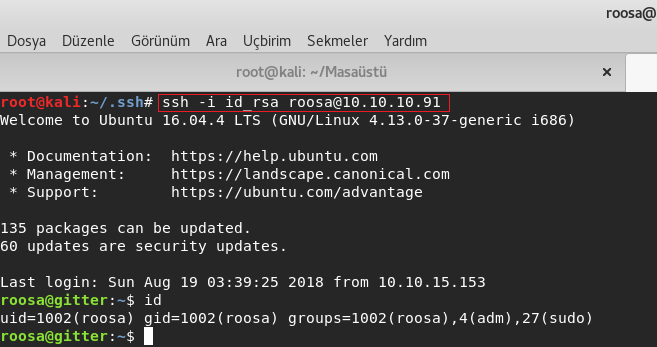 roosa@
Dosya Düzenle Görünüm Ara Uçbirim Sekmeler Yardım
root@kali: ~/Masaüstü ×
root@kali:~/.ssh# ssh -i id_rsa roosa@10.10.10.91
Welcome to Ubuntu 16.04.4 LTS (GNU/Linux 4.13.0-37-generic i686)
* Documentation: https://help.ubuntu.com
* Management: https://landscape.canonical.com
* Support: https://ubuntu.com/advantage
135 packages can be updated.
60 updates are security updates.
Last login: Sun Aug 19 03:39:25 2018 from 10.10.15.153
roosa@gitter:~$ id
uid=1002(roosa) gid=1002(roosa) groups=1002(roosa),4(adm),27(sudo)
roosa@gitter:~$